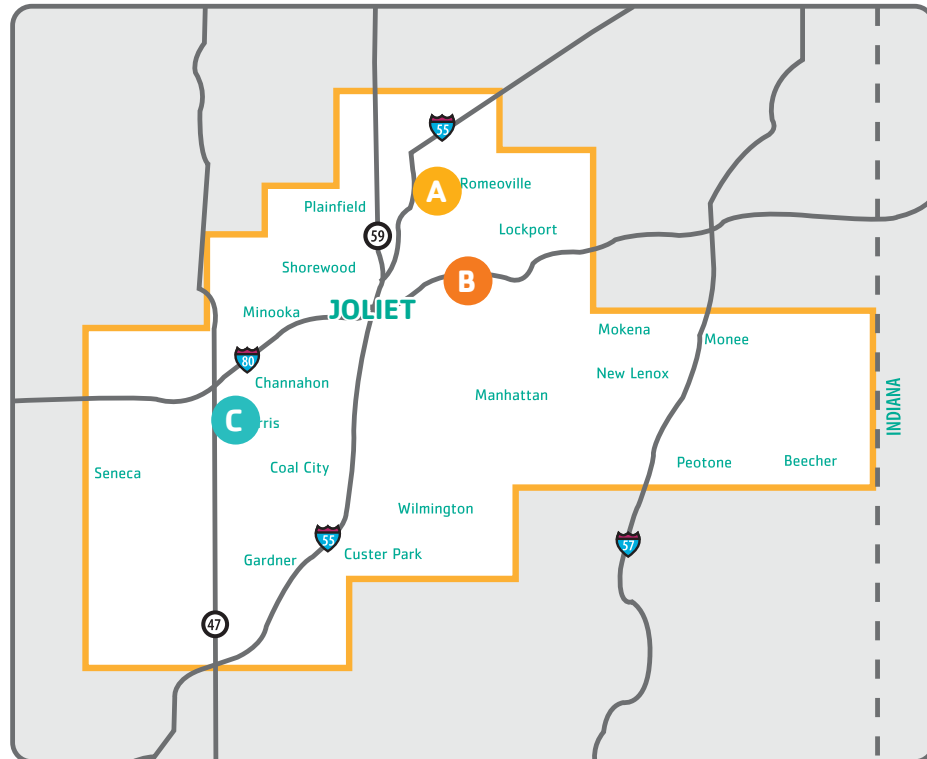 55
A
Romeoville
Plainfield
Lockport
59
Shorewood
B
JOLIET
Minooka
Mokena
Monee
80
New Lenox
Channahon
Manhattan
INDIANA
C
rris
Peotone
Beecher
Coal City
Seneca
Wilmington
55
57
Custer Park
Gardner
47